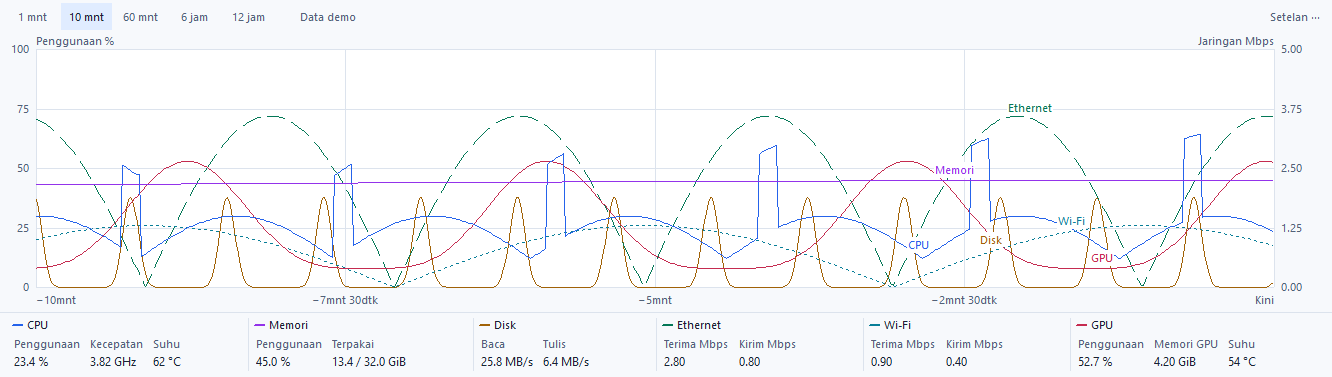 1 mnt 10 mnt 60 mnt 6 jam 12 jam Data demo Setelan ···
Penggunaan % Jaringan Mbps
100 5.00
Ethernet
75 3.75
Memori
50 2.50
Wi-Fi
25 1.25
CPU Disk
GPU
0 0.00
−10mnt −7mnt 30dtk −5mnt −2mnt 30dtk Kini
CPU Memori Disk Ethernet Wi-Fi GPU
Penggunaan Kecepatan Suhu Penggunaan Terpakai Baca Tulis Terima Mbps Kirim Mbps Terima Mbps Kirim Mbps Penggunaan Memori GPU Suhu
23.4 % 3.82 GHz 62 °C 45.0 % 13.4 / 32.0 GiB 25.8 MB/s 6.4 MB/s 2.80 0.80 0.90 0.40 52.7 % 4.20 GiB 54 °C